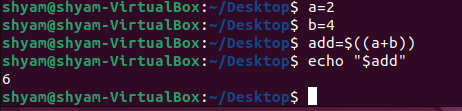 shyam@shyam-VirtualBox:~/Desktop$ a=2
shyam@shyam-VirtualBox:~/Desktop$ b=4
shyam@shyam-VirtualBox:~/Desktop$ add=$((a+b))
shyam@shyam-VirtualBox:~/Desktop$ echo "$add"
6
shyam@shyam-VirtualBox:~/Desktop$